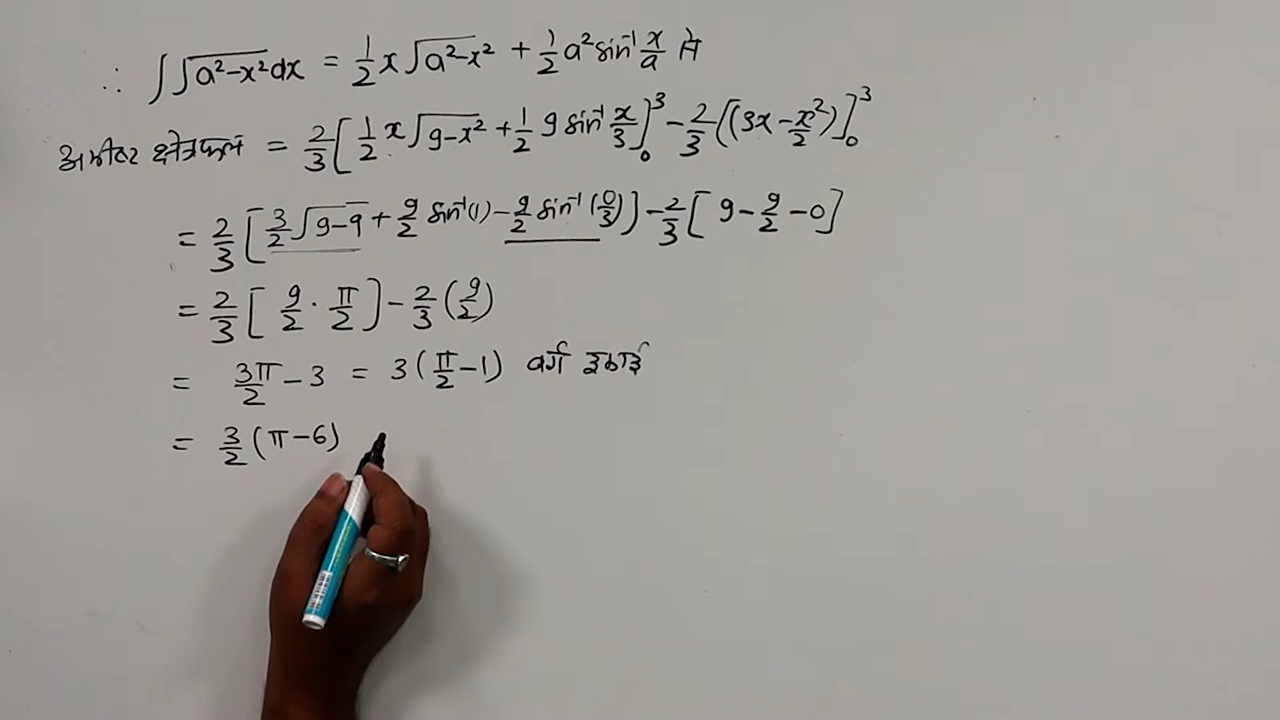 ∴ ∫√(a²−x²)dx = 1/2 x√(a²−x²) + 1/2 a² sin⁻¹ x/a से
अभीष्ट क्षेत्रफल = 2/3 [1/2 x√(9−x²) + 1/2 9 sin⁻¹ x/3]₀³ − 2/3 [(3x − x²/2)]₀³
= 2/3 [3/2 √(9−9) + 9/2 sin⁻¹(1) − 9/2 sin⁻¹(0/3)] − 2/3 [9 − 9/2 − 0]
= 2/3 [9/2 · π/2] − 2/3 (9/2)
= 3π/2 − 3 = 3(π/2 − 1) वर्ग इकाई
= 3/2 (π−6)